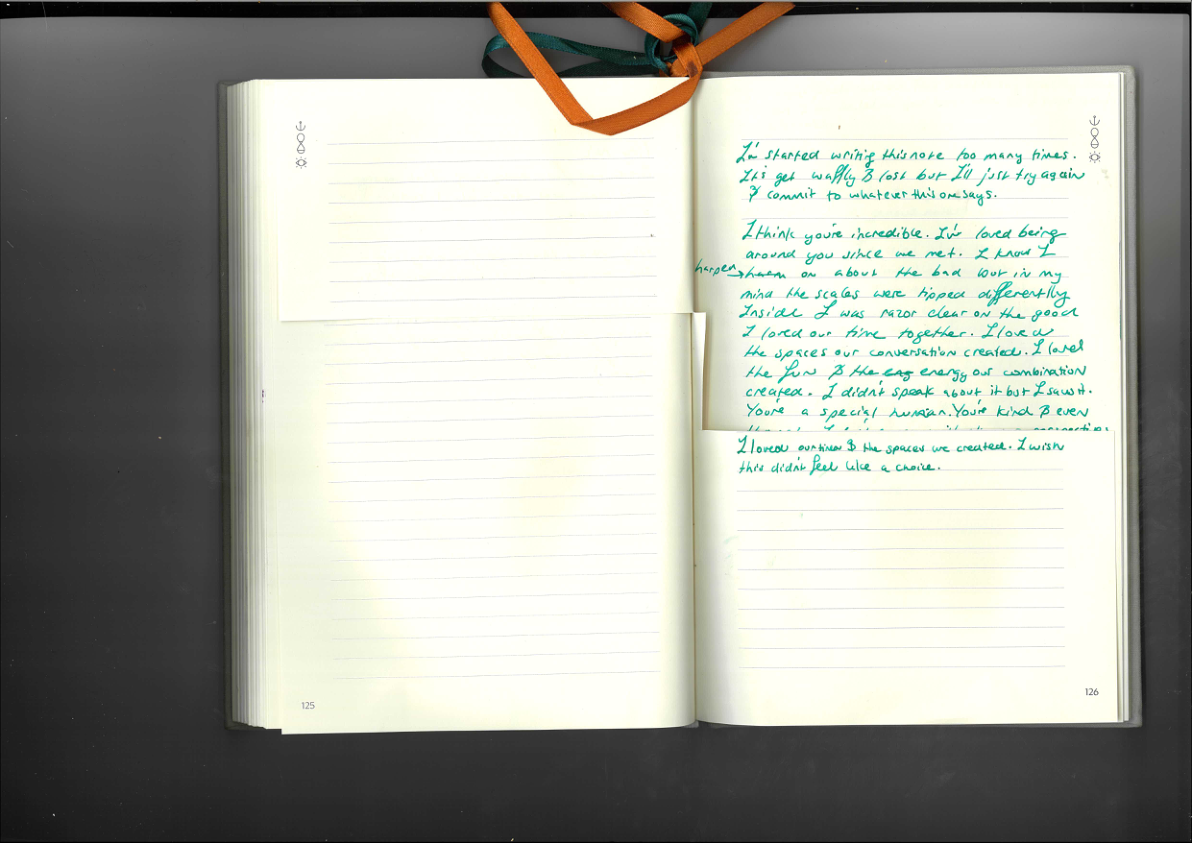 I've started writing this note too many times.
It's get waffly & lost but I'll just try again
& commit to whatever this one says.
I think you're incredible. I've loved being
around you since we met. I know I
harpen → on about the bad but in my
mind the scales were tipped differently
Inside I was razor clear on the good
I loved our time together. I loved
the spaces our conversation created. I loved
the fun & the energy our combination
created. I didn't speak about it but I saw it.
You're a special human. You're kind & even
I loved our time & the spaces we created. I wish
this didn't feel like a choice.
125
126